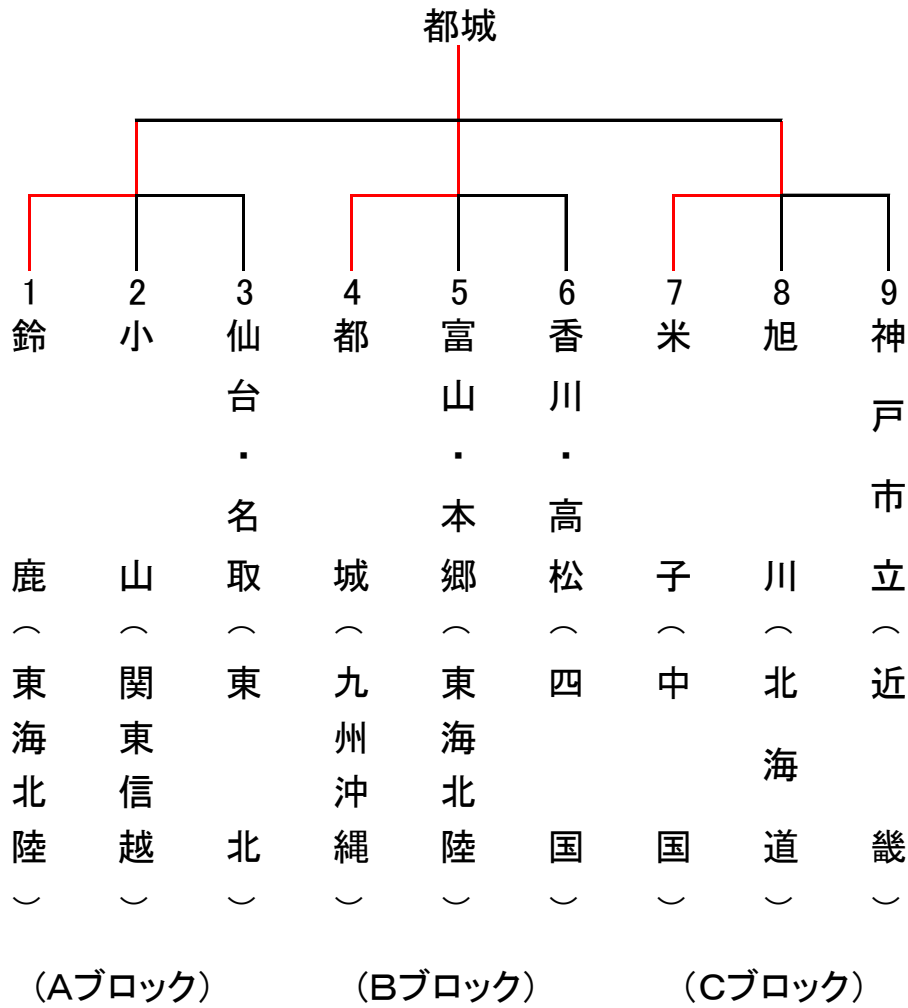 都城
1
鈴鹿(東海北陸)
2
小山(関東信越)
3
仙台・名取(東北)
4
都城(九州沖縄)
5
富山・本郷(東海北陸)
6
香川・高松(四国)
7
米子(中国)
8
旭川(北海道)
9
神戸市立(近畿)
(Aブロック)
(Bブロック)
(Cブロック)